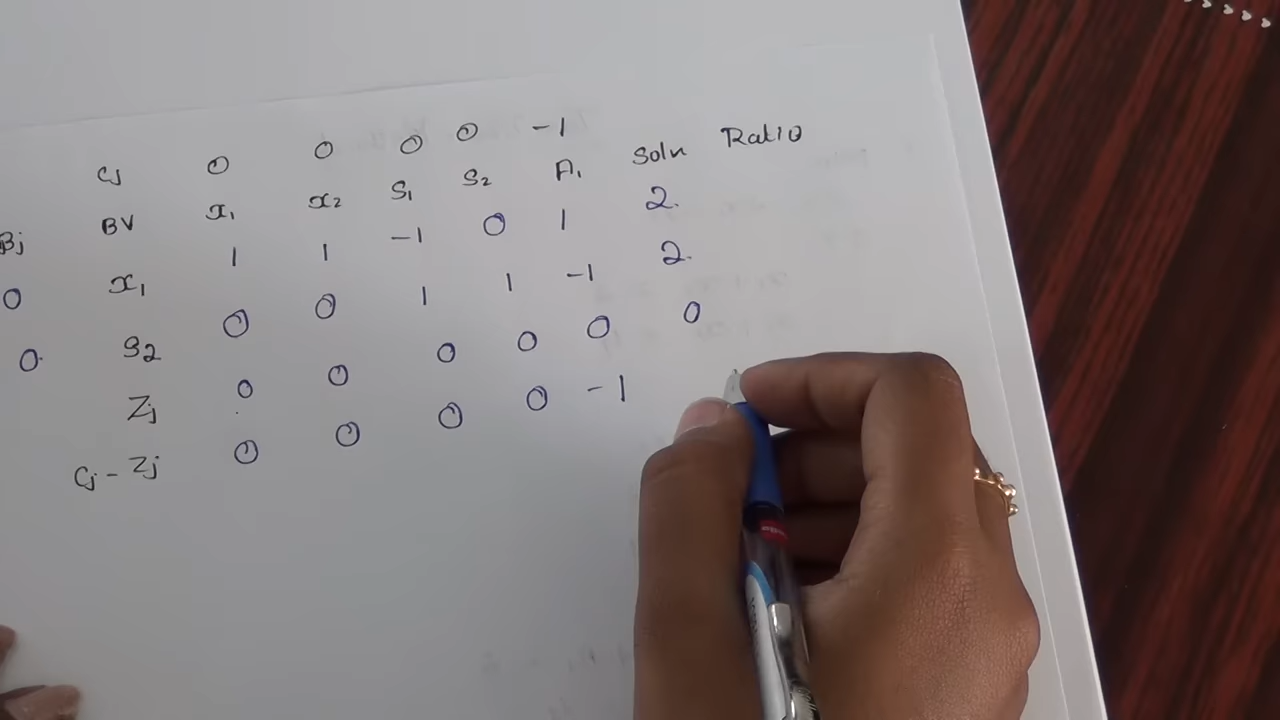 Cj 0 0 0 0 -1
Bj BV x₁ x₂ S₁ S₂ A₁ Soln Ratio
0 x₁ 1 1 -1 0 1 2.
0. S2 0 0 1 1 -1 2.
Zj 0 0 0 0 0 0
Cj - Zj 0 0 0 0 -1